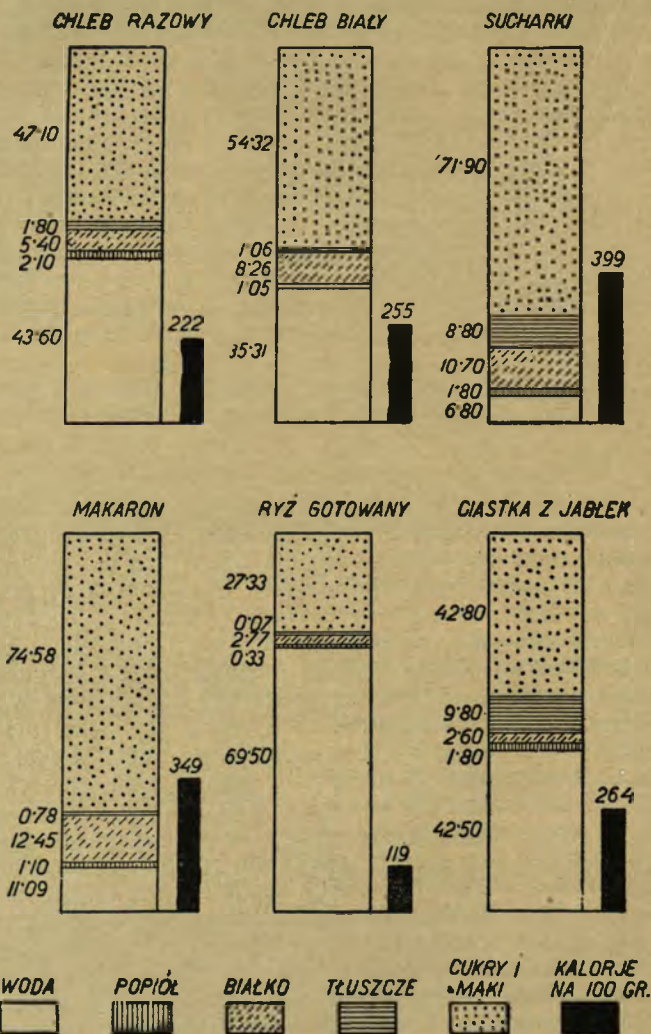 CHLEB RAZOWY
47·10
1·80
5·40
2·10
43·60
222
CHLEB BIAŁY
54·32
1·06
8·26
1·05
35·31
255
SUCHARKI
71·90
8·80
10·70
1·80
6·80
399
MAKARON
74·58
0·78
12·45
1·10
11·09
349
RYŻ GOTOWANY
27·33
0·07
2·77
0·33
69·50
119
CIASTKA Z JABŁEK
42·80
9·80
2·60
1·80
42·50
264
WODA
POPIÓŁ
BIAŁKO
TŁUSZCZE
CUKRY I
MĄKI
KALORJE
NA 100 GR.